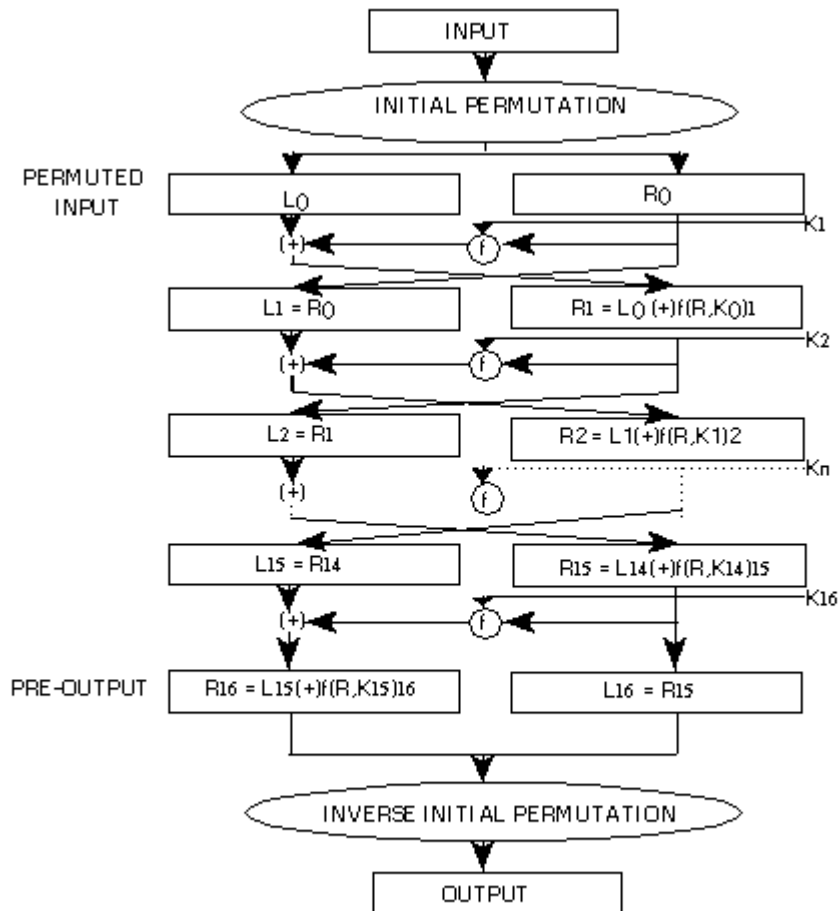 INPUT
INITIAL PERMUTATION
PERMUTED
INPUT
L0
R0
K1
(+)
f
L1 = R0
R1 = L0 (+)f(R,K0)1
K2
(+)
f
L2 = R1
R2 = L1(+)f(R,K1)2
Kn
(+)
f
L15 = R14
R15 = L14(+)f(R,K14)15
K16
(+)
f
PRE-OUTPUT
R16 = L15(+)f(R,K15)16
L16 = R15
INVERSE INITIAL PERMUTATION
OUTPUT